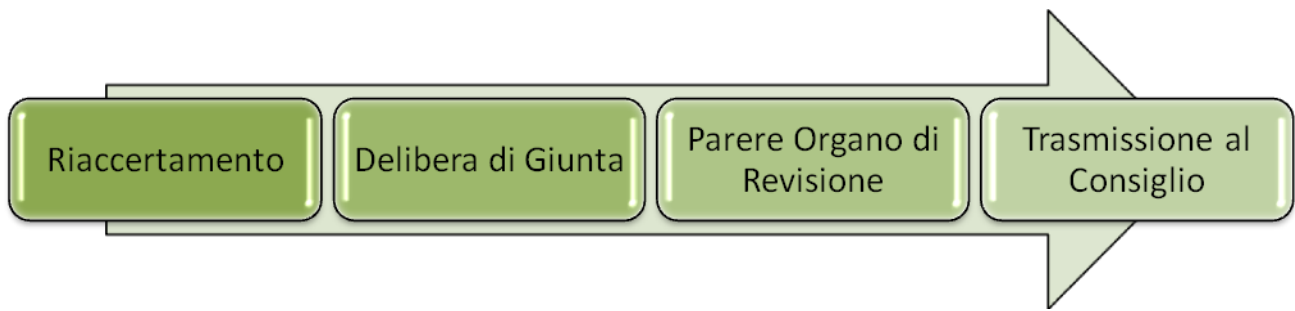 Riaccertamento
Delibera di Giunta
Parere Organo di
Revisione
Trasmissione al
Consiglio